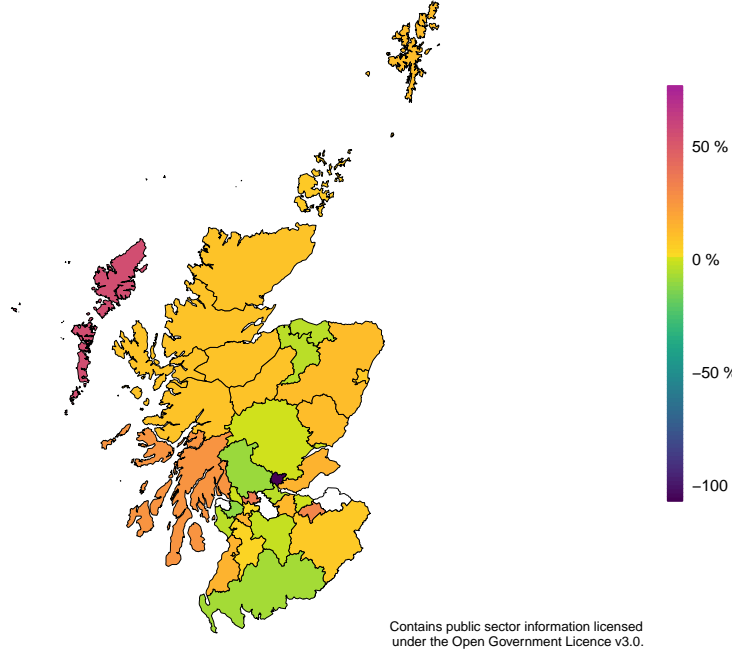 50 %
0 %
−50 %
−100
Contains public sector information licensed
under the Open Government Licence v3.0.